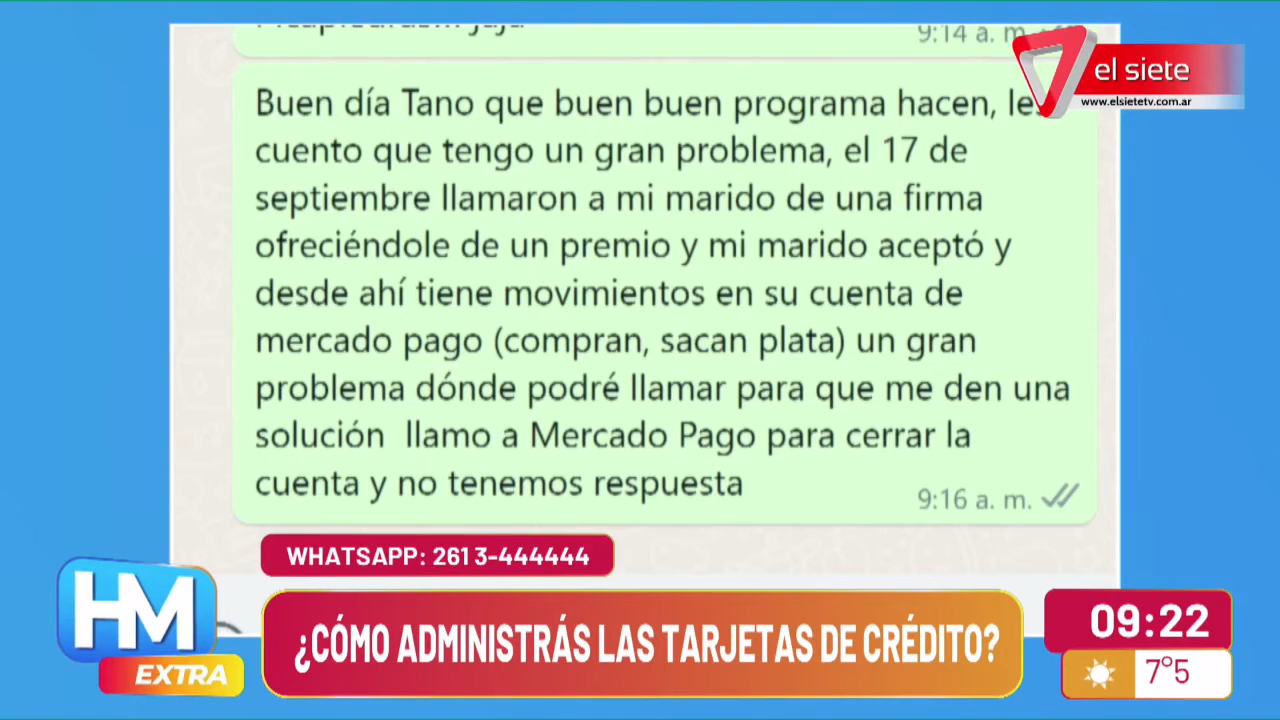 9:14 a. m.
el siete
www.elsietetv.com.ar
Buen día Tano que buen buen programa hacen, les
cuento que tengo un gran problema, el 17 de
septiembre llamaron a mi marido de una firma
ofreciéndole de un premio y mi marido aceptó y
desde ahí tiene movimientos en su cuenta de
mercado pago (compran, sacan plata) un gran
problema dónde podré llamar para que me den una
solución llamo a Mercado Pago para cerrar la
cuenta y no tenemos respuesta
9:16 a. m.
WHATSAPP: 2613-444444
HM
EXTRA
¿CÓMO ADMINISTRÁS LAS TARJETAS DE CRÉDITO?
09:22
7°5